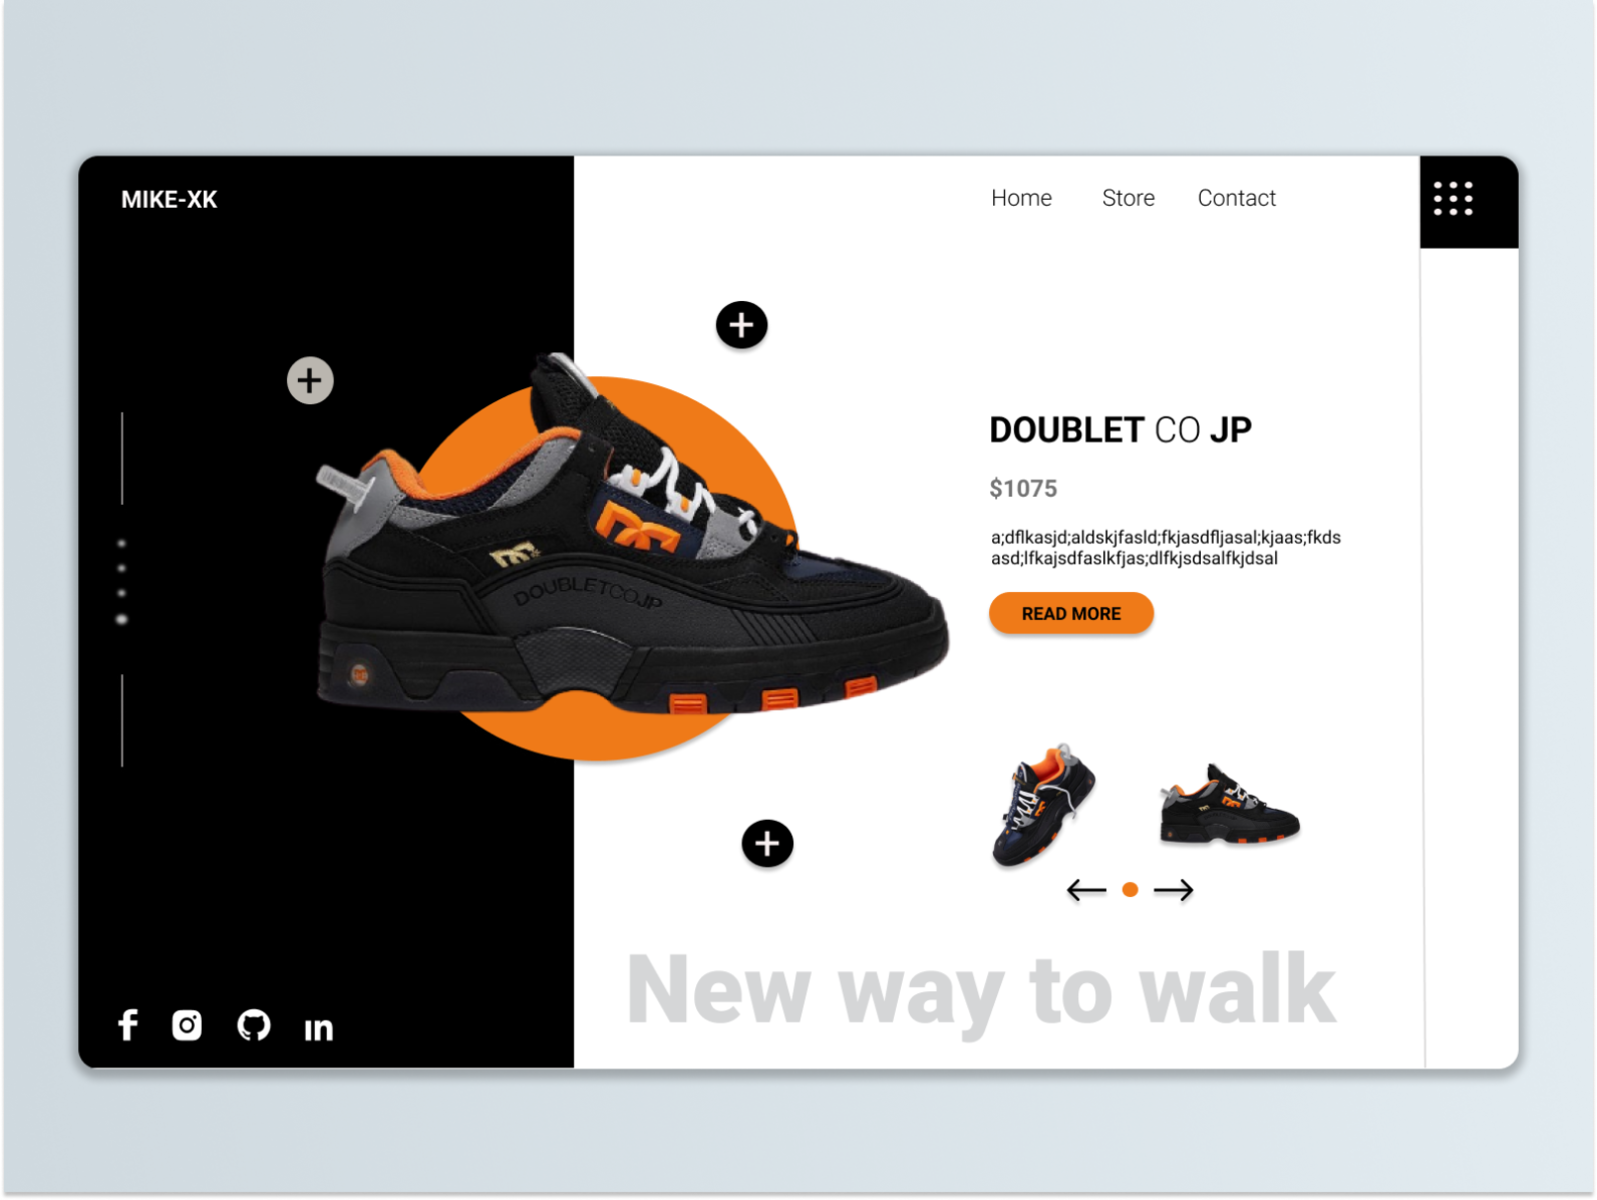 MIKE-XK
Home
Store
Contact
DOUBLETCOJP
DOUBLET CO JP
$1075
a;dflkasjd;aldskjfasld;fkjasdfljasal;kjaas;fkds
asd;lfkajsdfaslkfjas;dlfkjsdsalfkjdsal
READ MORE
New way to walk